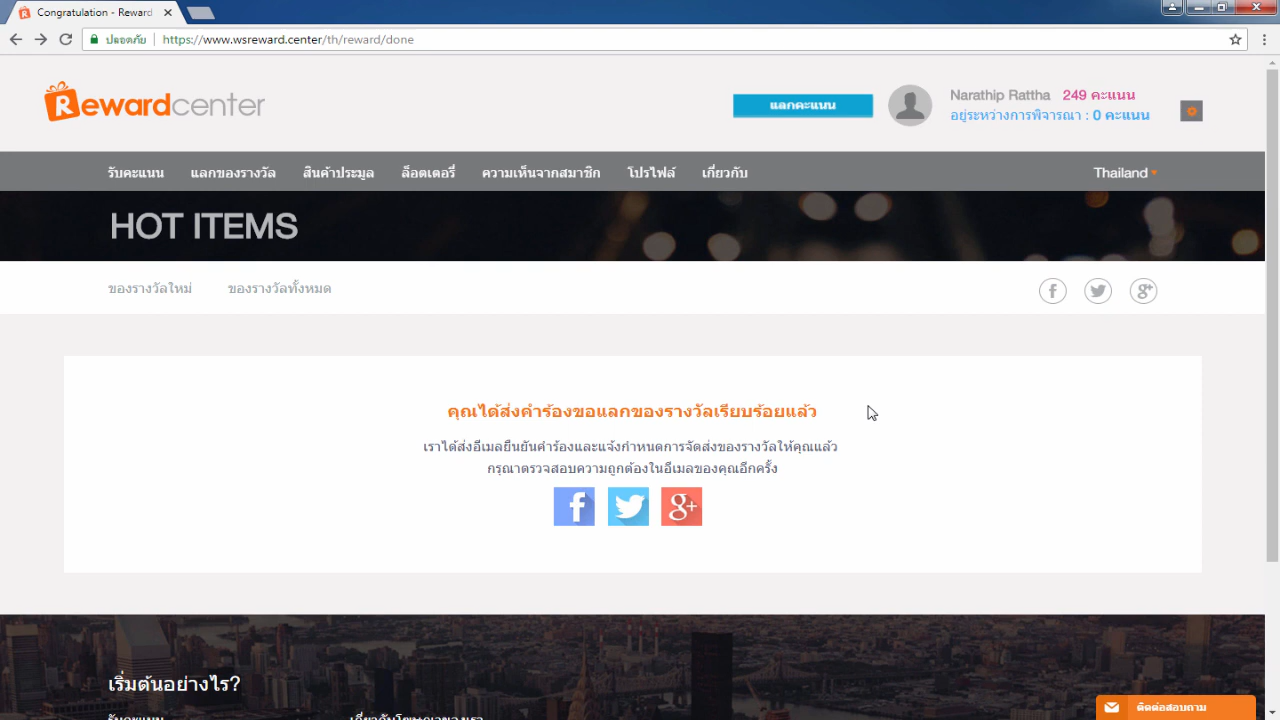 Congratulation - Reward
ปลอดภัย
https://www.wsreward.center/th/reward/done
Rewardcenter
แลกคะแนน
Narathip Rattha 249 คะแนน
อยู่ระหว่างการพิจารณา : 0 คะแนน
รับคะแนน แลกของรางวัล สินค้าประมูล ล็อตเตอรี่ ความเห็นจากสมาชิก โปรไฟล์ เกี่ยวกับ Thailand
HOT ITEMS
ของรางวัลใหม่ ของรางวัลทั้งหมด
คุณได้ส่งคำร้องขอแลกของรางวัลเรียบร้อยแล้ว
เราได้ส่งอีเมลยืนยันคำร้องและแจ้งกำหนดการจัดส่งของรางวัลให้คุณแล้ว
กรุณาตรวจสอบความถูกต้องในอีเมลของคุณอีกครั้ง
เริ่มต้นอย่างไร?
รับคะแนน
ติดต่อสอบถาม